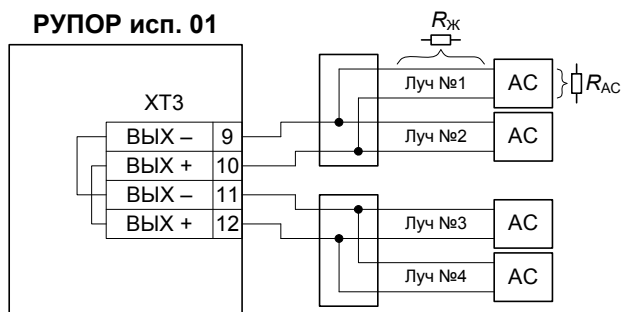 РУПОР исп. 01
XT3
ВЫХ – 9
ВЫХ + 10
ВЫХ – 11
ВЫХ + 12
RЖ
Луч №1 АС RАС
Луч №2 АС
Луч №3 АС
Луч №4 АС